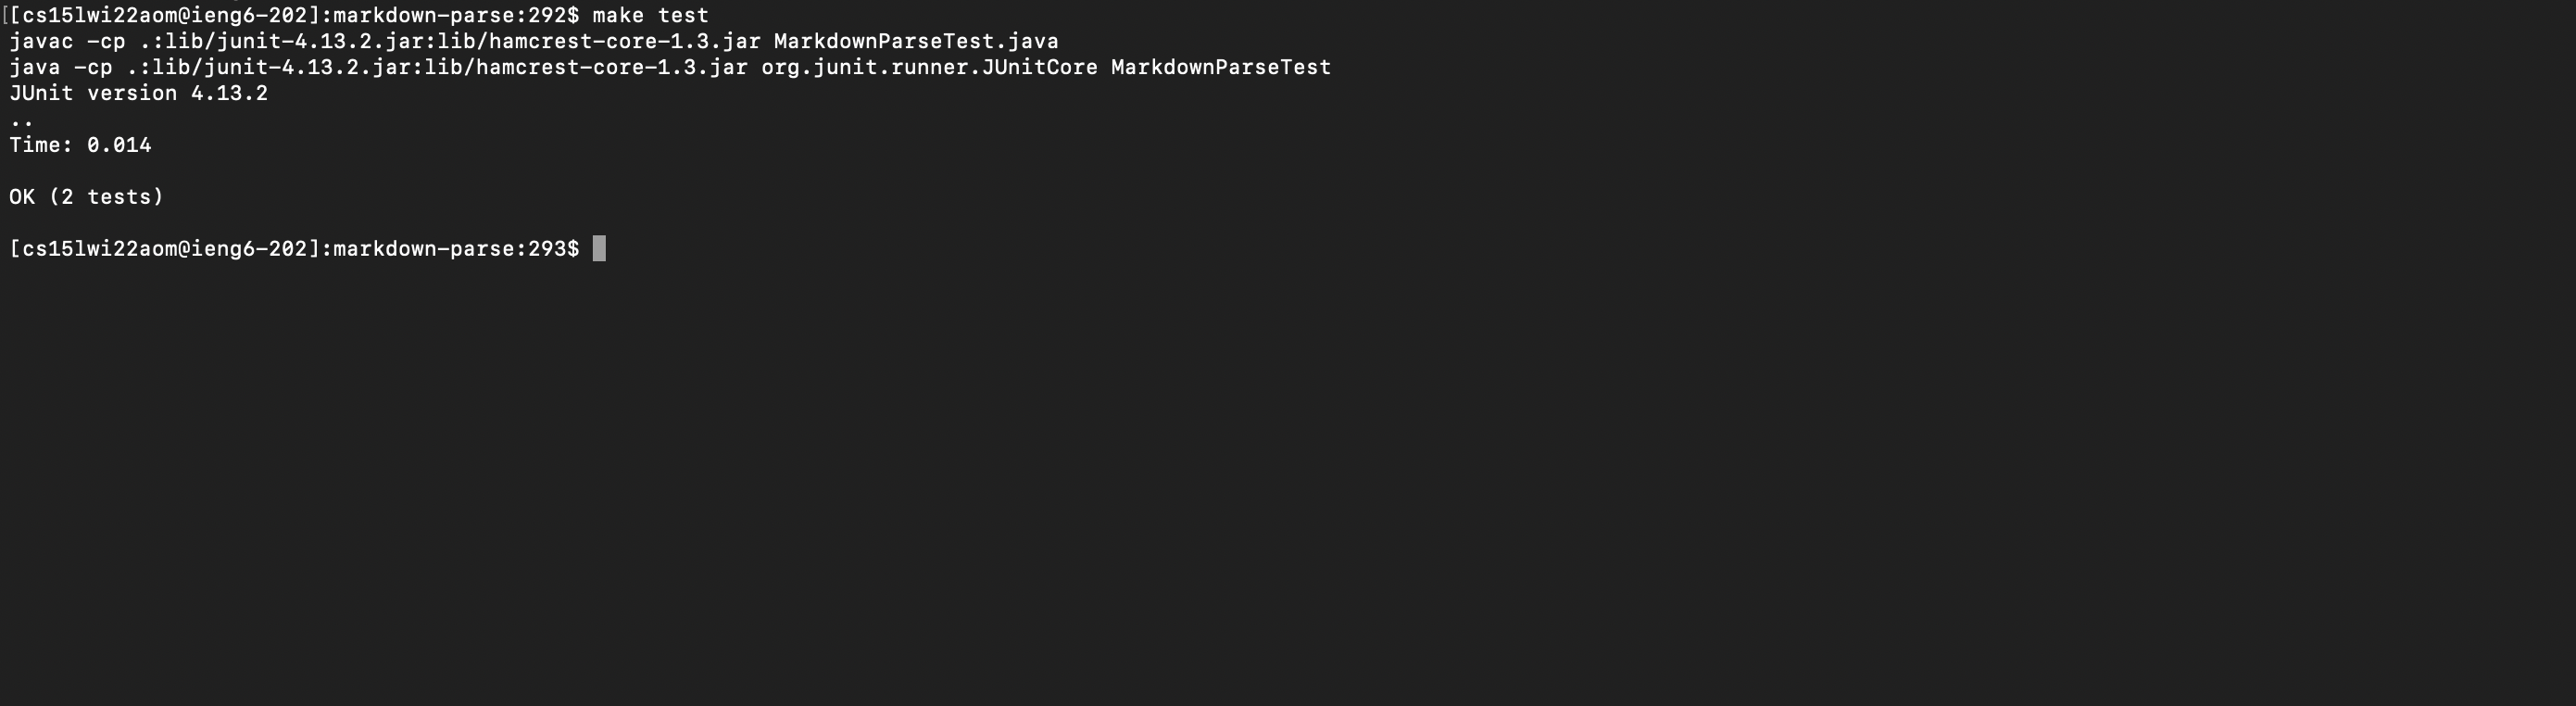 [[cs15lwi22aom@ieng6-202]:markdown-parse:292$ make test
javac -cp .:lib/junit-4.13.2.jar:lib/hamcrest-core-1.3.jar MarkdownParseTest.java
java -cp .:lib/junit-4.13.2.jar:lib/hamcrest-core-1.3.jar org.junit.runner.JUnitCore MarkdownParseTest
JUnit version 4.13.2
..
Time: 0.014
OK (2 tests)
[cs15lwi22aom@ieng6-202]:markdown-parse:293$